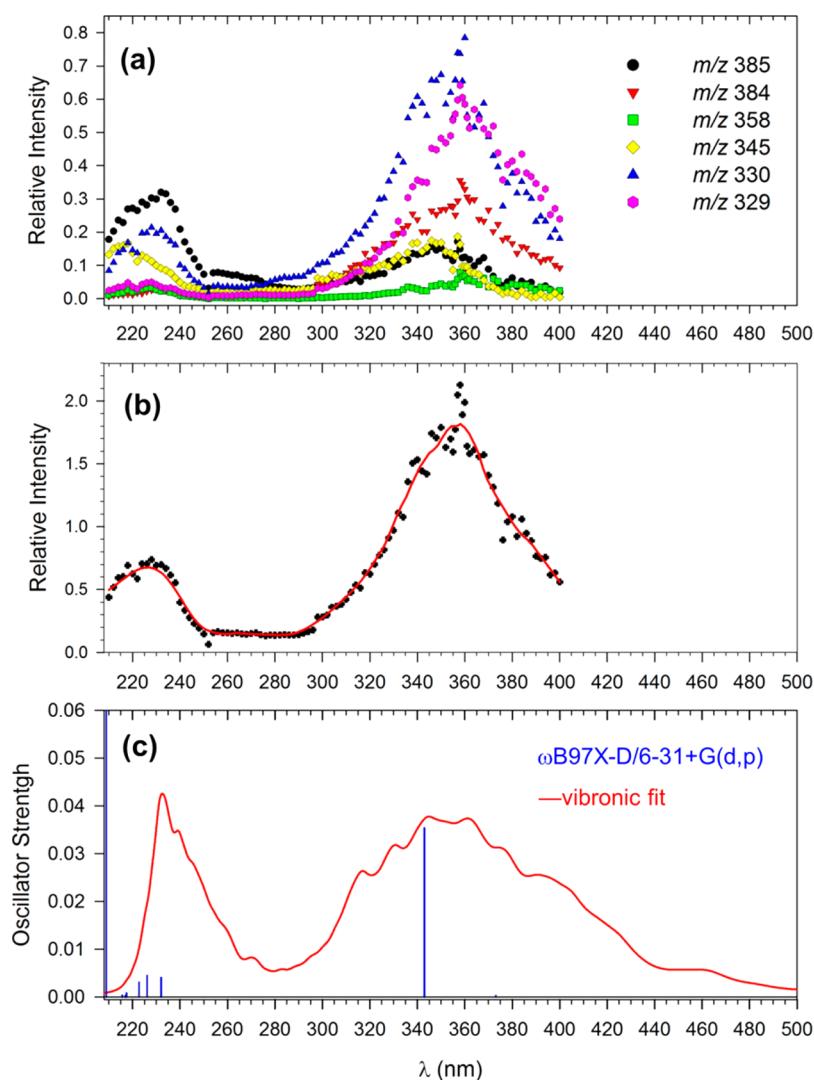 (a)
m/z 385
m/z 384
m/z 358
m/z 345
m/z 330
m/z 329
Relative Intensity
0.8
0.7
0.6
0.5
0.4
0.3
0.2
0.1
0.0
220 240 260 280 300 320 340 360 380 400 420 440 460 480 500
(b)
Relative Intensity
2.0
1.5
1.0
0.5
0.0
220 240 260 280 300 320 340 360 380 400 420 440 460 480 500
(c)
ωB97X-D/6-31+G(d,p)
vibronic fit
Oscillator Strentgh
0.06
0.05
0.04
0.03
0.02
0.01
0.00
220 240 260 280 300 320 340 360 380 400 420 440 460 480 500
λ (nm)